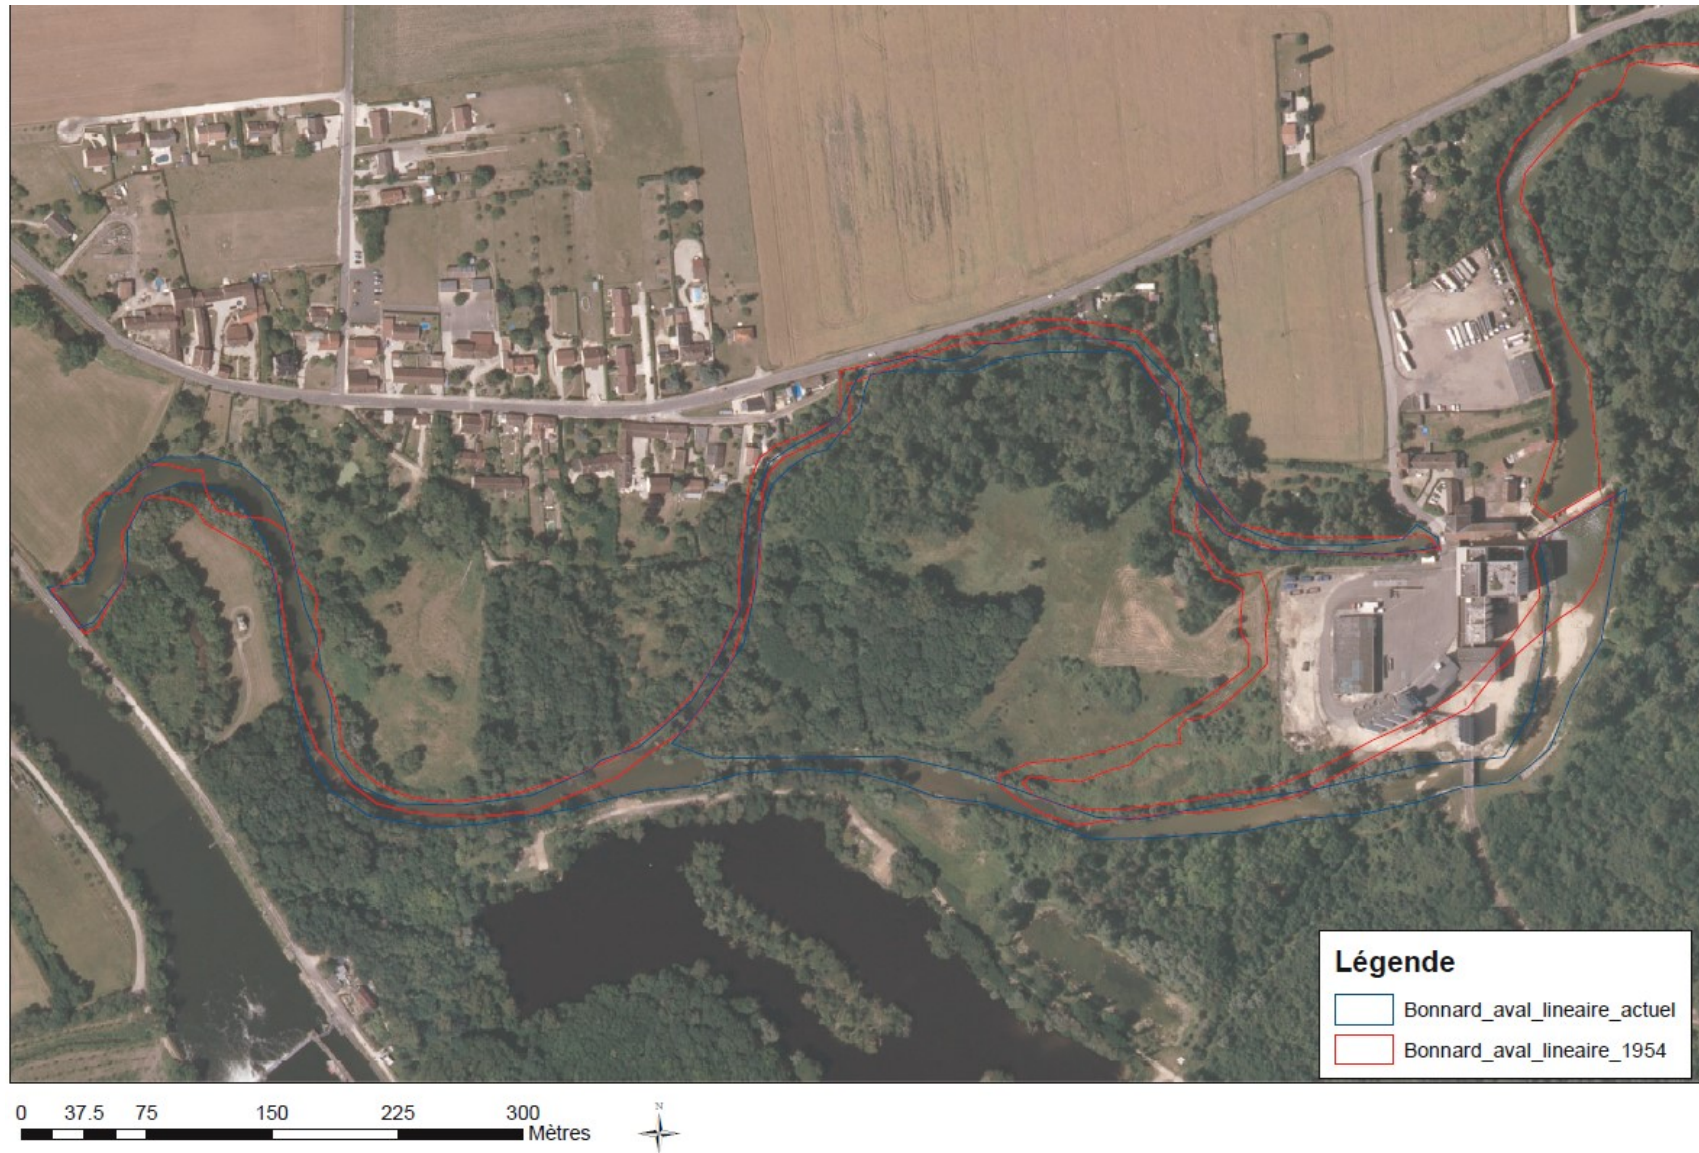 Légende
Bonnard_aval_lineaire_actuel
Bonnard_aval_lineaire_1954
0 37.5 75 150 225 300
Mètres
N